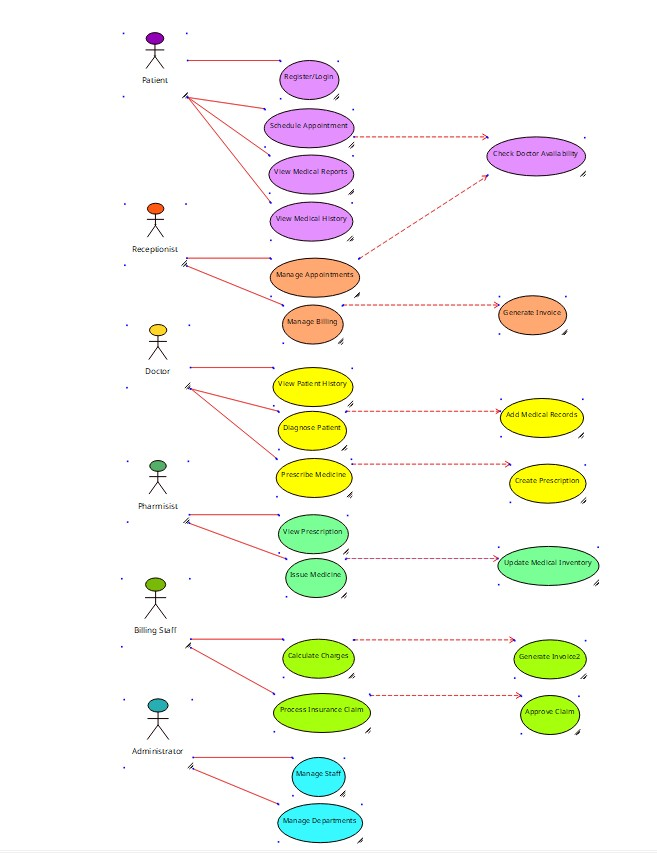 Patient
Register/Login
Schedule Appointment
Check Doctor Availability
View Medical Reports
View Medical History
Receptionist
Manage Appointments
Manage Billing
Generate Invoice
Doctor
View Patient History
Diagnose Patient
Add Medical Records
Prescribe Medicine
Create Prescription
Pharmisist
View Prescription
Issue Medicine
Update Medical Inventory
Billing Staff
Calculate Charges
Generate Invoice2
Process Insurance Claim
Approve Claim
Administrator
Manage Staff
Manage Departments